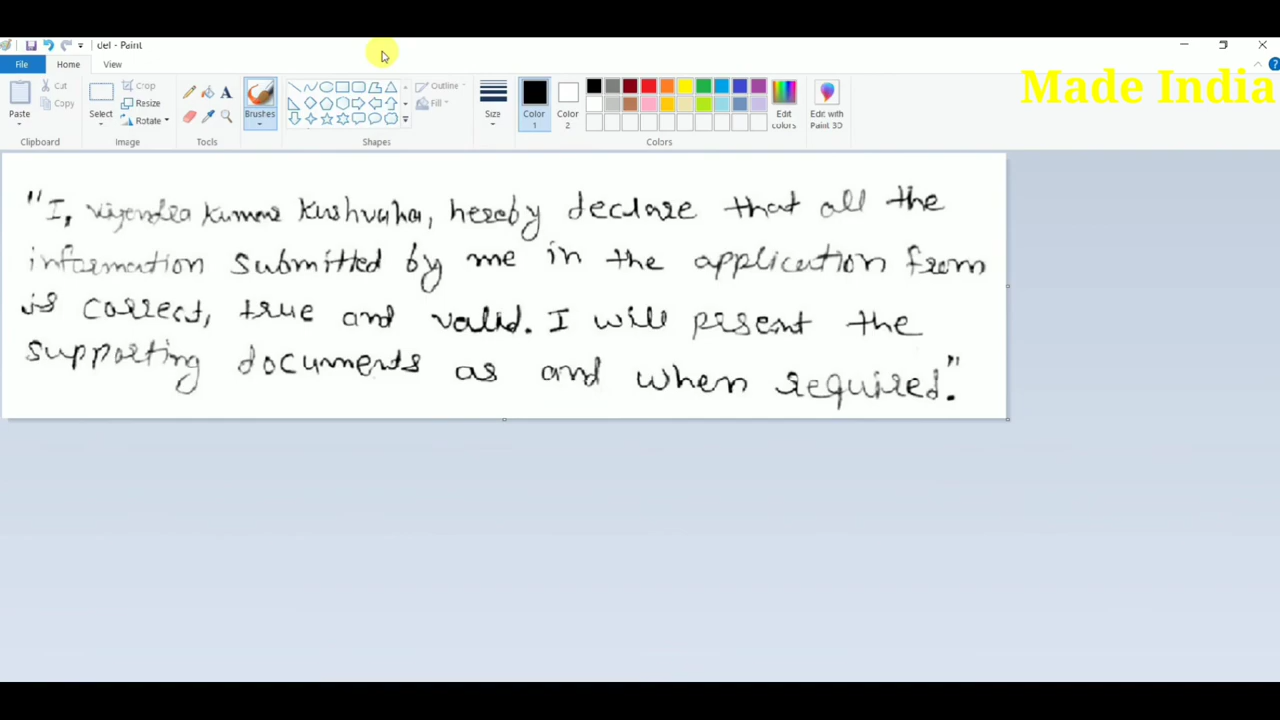 del - Paint
File Home View
Made India
Cut
Copy
Paste
Clipboard
Select
Crop
Resize
Rotate
Image
Tools
Brushes
Outline
Fill
Shapes
Size
Color 1
Color 2
Edit colors
Edit with Paint 3D
Colors
"I, vijendra Kumar Kushvaha, hereby declare that all the
information submitted by me in the application from
is correct, true and valid. I will present the
supporting documents as and when required."